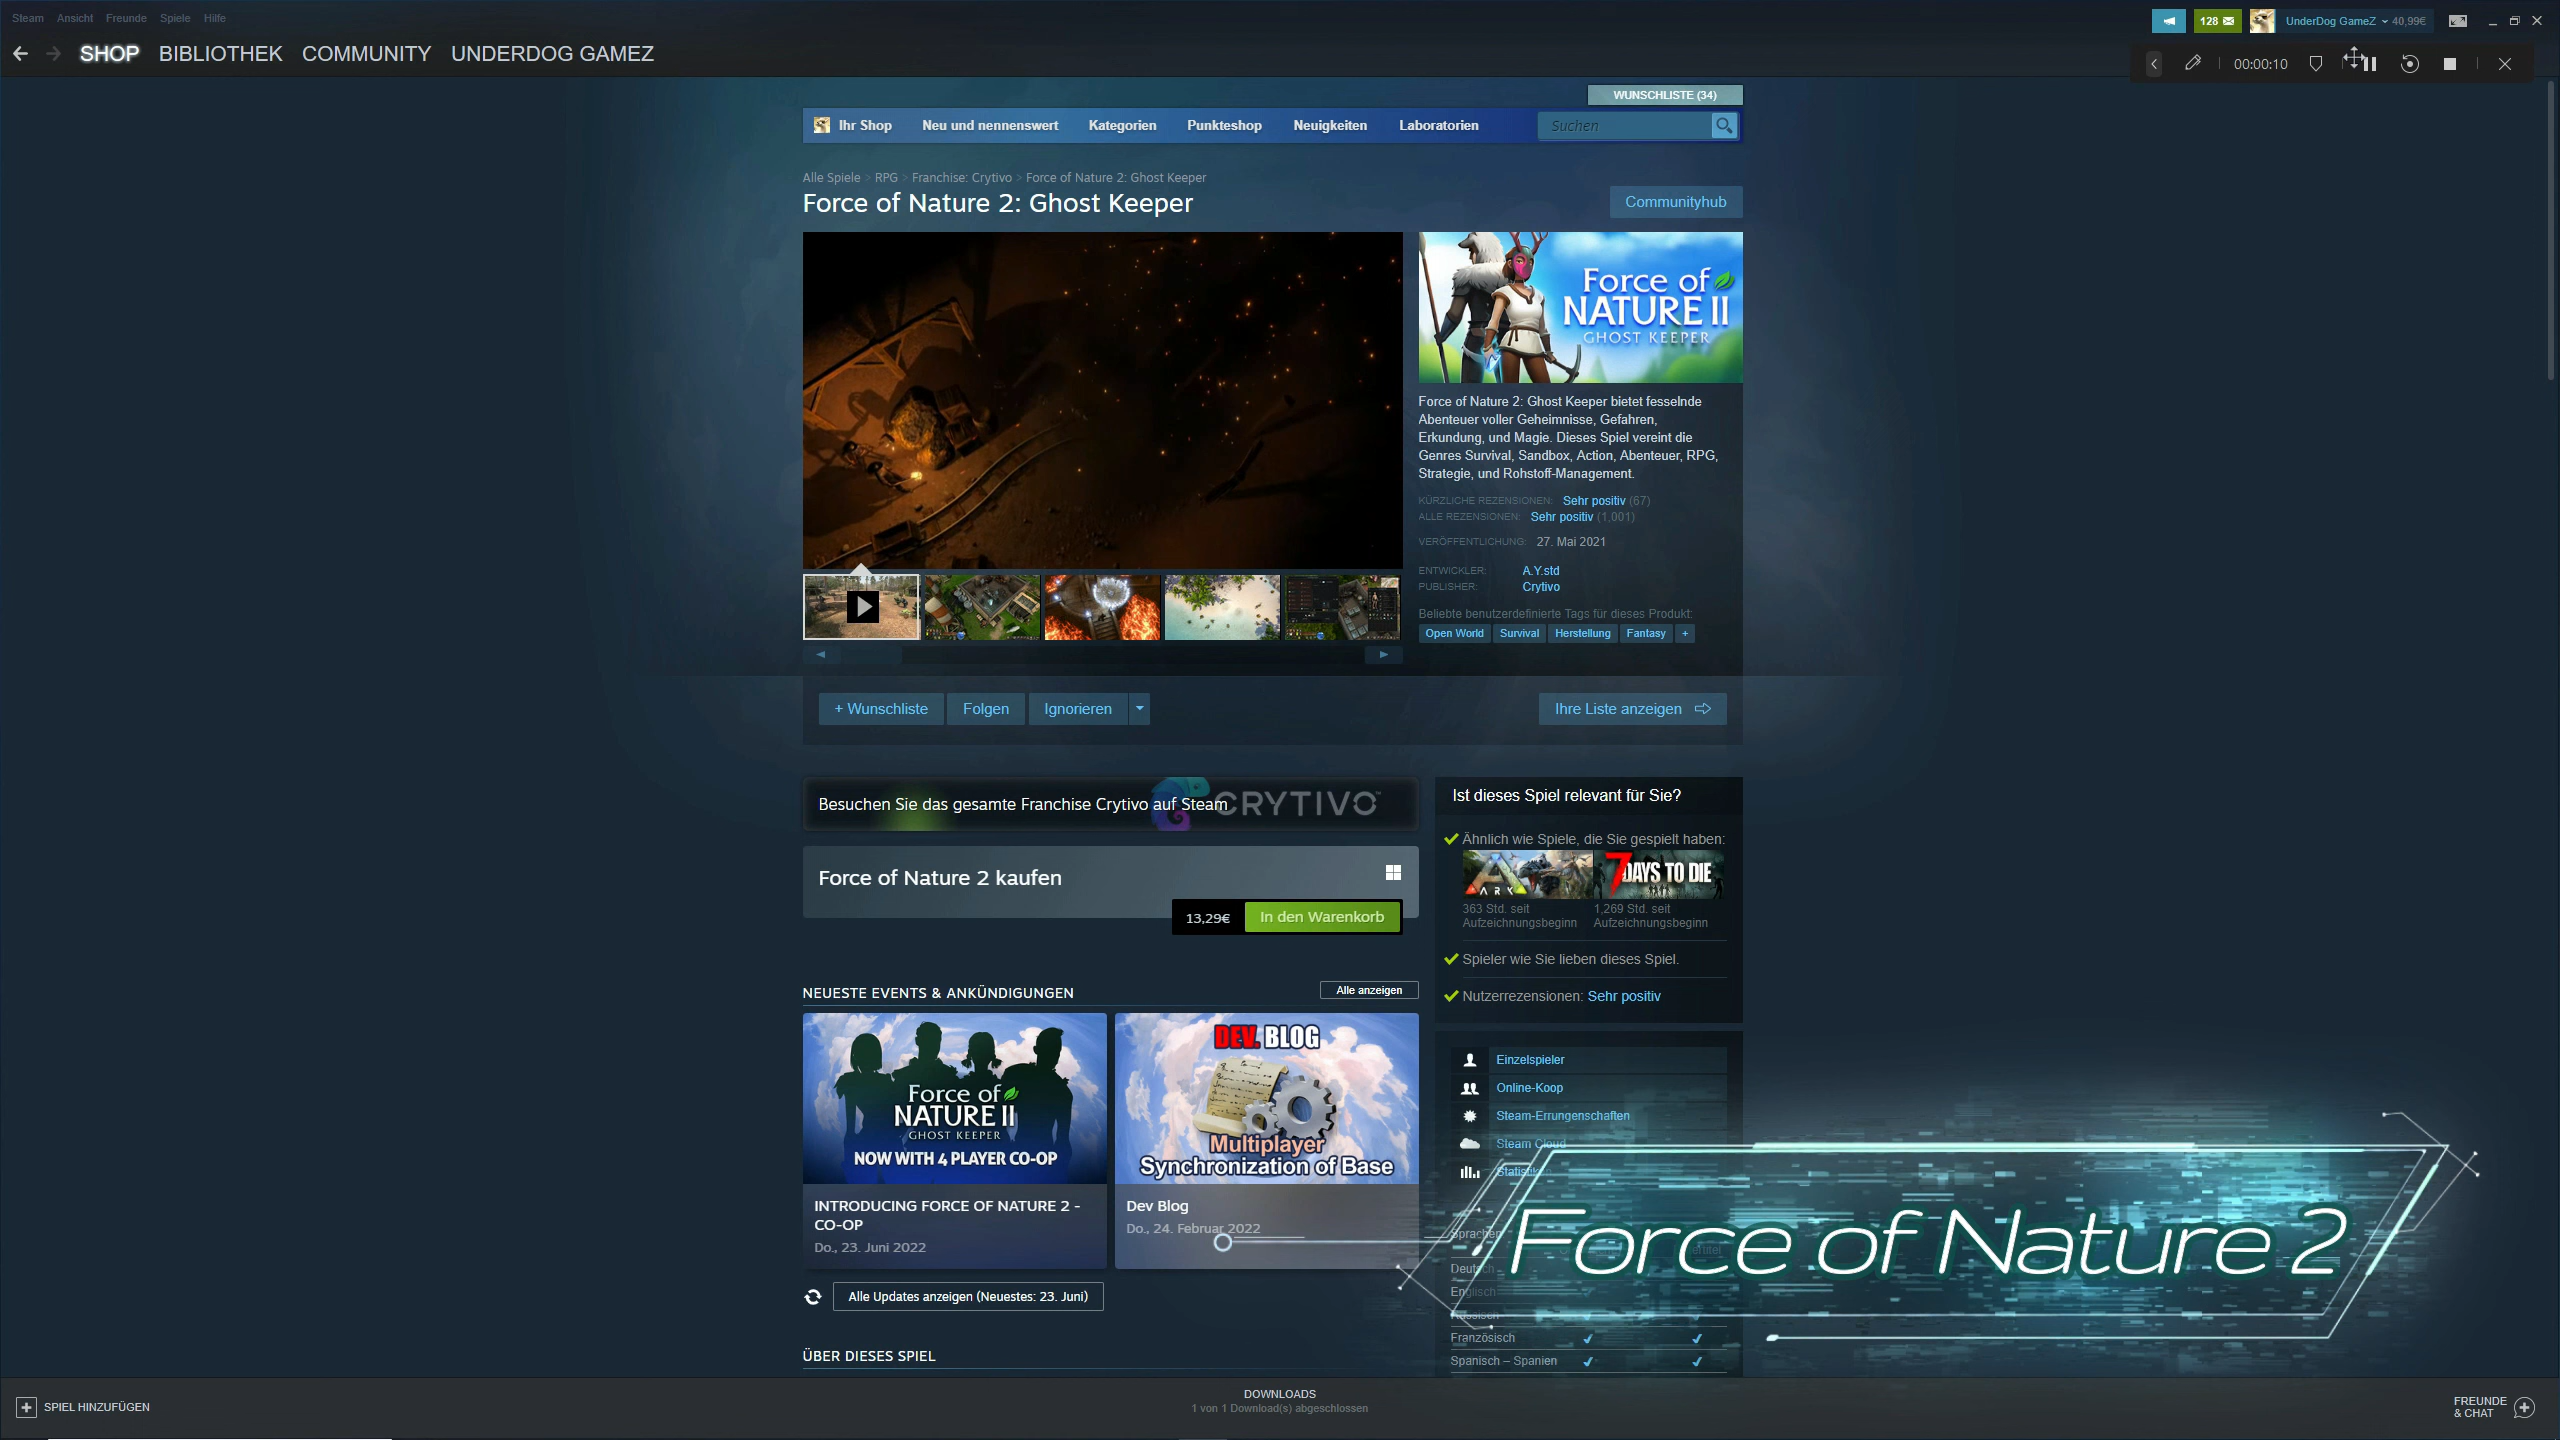 Steam Ansicht Freunde Spiele Hilfe
128
UnderDog GameZ
40,99€
SHOP BIBLIOTHEK COMMUNITY UNDERDOG GAMEZ
00:00:10
WUNSCHLISTE (34)
Ihr Shop Neu und nennenswert Kategorien Punkteshop Neuigkeiten Laboratorien
Suchen
Alle Spiele > RPG > Franchise: Crytivo > Force of Nature 2: Ghost Keeper
Force of Nature 2: Ghost Keeper
Communityhub
Force of
NATURE II
GHOST KEEPER
Force of Nature 2: Ghost Keeper bietet fesselnde
Abenteuer voller Geheimnisse, Gefahren,
Erkundung, und Magie. Dieses Spiel vereint die
Genres Survival, Sandbox, Action, Abenteuer, RPG,
Strategie, und Rohstoff-Management.
KÜRZLICHE REZENSIONEN: Sehr positiv (67)
ALLE REZENSIONEN: Sehr positiv (1,001)
VERÖFFENTLICHUNG: 27. Mai 2021
ENTWICKLER: A.Y.std
PUBLISHER: Crytivo
Beliebte benutzerdefinierte Tags für dieses Produkt:
Open World Survival Herstellung Fantasy +
+ Wunschliste Folgen Ignorieren
Ihre Liste anzeigen
Besuchen Sie das gesamte Franchise Crytivo auf Steam
CRYTIVO™
Force of Nature 2 kaufen
13,29€ In den Warenkorb
Ist dieses Spiel relevant für Sie?
Ähnlich wie Spiele, die Sie gespielt haben:
ARK
7 DAYS TO DIE
363 Std. seit
Aufzeichnungsbeginn
1,269 Std. seit
Aufzeichnungsbeginn
Spieler wie Sie lieben dieses Spiel.
Nutzerrezensionen: Sehr positiv
NEUESTE EVENTS & ANKÜNDIGUNGEN
Alle anzeigen
Force of
NATURE II
GHOST KEEPER
NOW WITH 4 PLAYER CO-OP
INTRODUCING FORCE OF NATURE 2 -
CO-OP
Do., 23. Juni 2022
DEV. BLOG
Multiplayer
Synchronization of Base
Dev Blog
Do., 24. Februar 2022
Alle Updates anzeigen (Neuestes: 23. Juni)
ÜBER DIESES SPIEL
Einzelspieler
Online-Koop
Steam-Errungenschaften
Steam Cloud
Statistiken
Sprachen
Deutsch
Englisch
Russisch
Französisch
Spanisch – Spanien
Force of Nature 2
SPIEL HINZUFÜGEN
DOWNLOADS
1 von 1 Download(s) abgeschlossen
FREUNDE
& CHAT